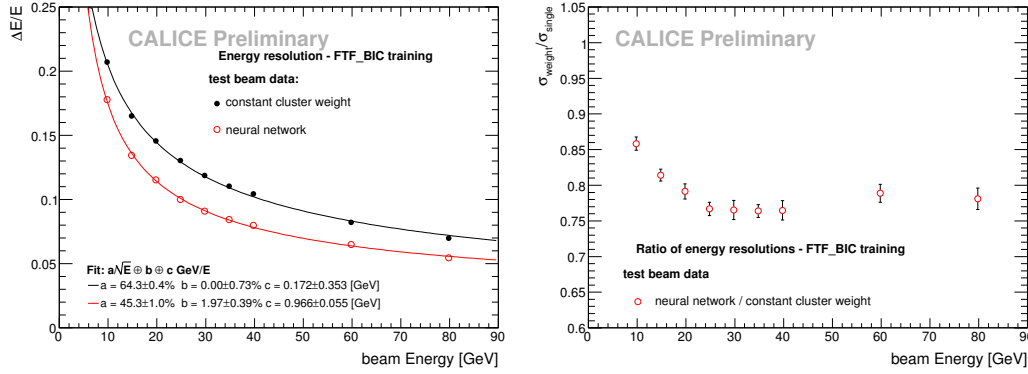 ΔE/E
0.25
0.2
0.15
0.1
0.05
0
CALICE Preliminary
Energy resolution - FTF_BIC training
test beam data:
constant cluster weight
neural network
Fit: a/√E ⊕ b ⊕ c GeV/E
a = 64.3±0.4% b = 0.00±0.73% c = 0.172±0.353 [GeV]
a = 45.3±1.0% b = 1.97±0.39% c = 0.966±0.055 [GeV]
0 10 20 30 40 50 60 70 80 90
beam Energy [GeV]
σweight/σsingle
1.05
1
0.95
0.9
0.85
0.8
0.75
0.7
0.65
0.6
CALICE Preliminary
Ratio of energy resolutions - FTF_BIC training
test beam data
neural network / constant cluster weight
0 10 20 30 40 50 60 70 80 90
beam Energy [GeV]